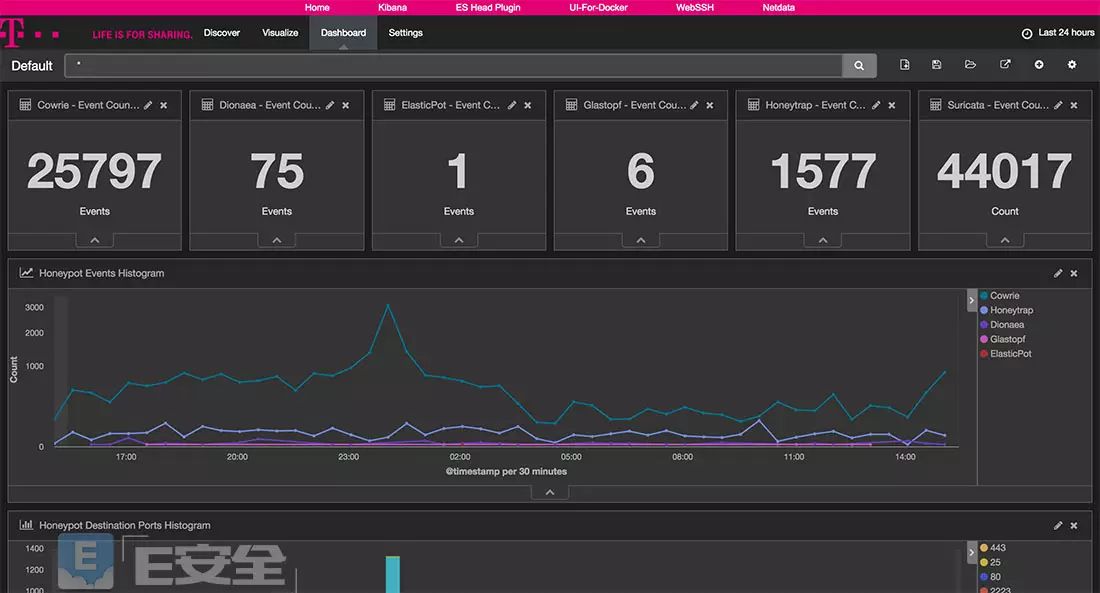 Home Kibana ES Head Plugin UI-For-Docker WebSSH Netdata
T LIFE IS FOR SHARING. Discover Visualize Dashboard Settings Last 24 hours
Default *
Cowrie - Event Coun... Dionaea - Event Cou... ElasticPot - Event C... Glastopf - Event Cou... Honeytrap - Event C... Suricata - Event Cou...
25797 75 1 6 1577 44017
Events Events Events Events Events Count
Honeypot Events Histogram
Cowrie
Honeytrap
Dionaea
Glastopf
ElasticPot
3000
2000
1000
0
Count
17:00 20:00 23:00 02:00 05:00 08:00 11:00 14:00
@timestamp per 30 minutes
Honeypot Destination Ports Histogram
1400
1200
1000
443
25
80
2223
E E安全